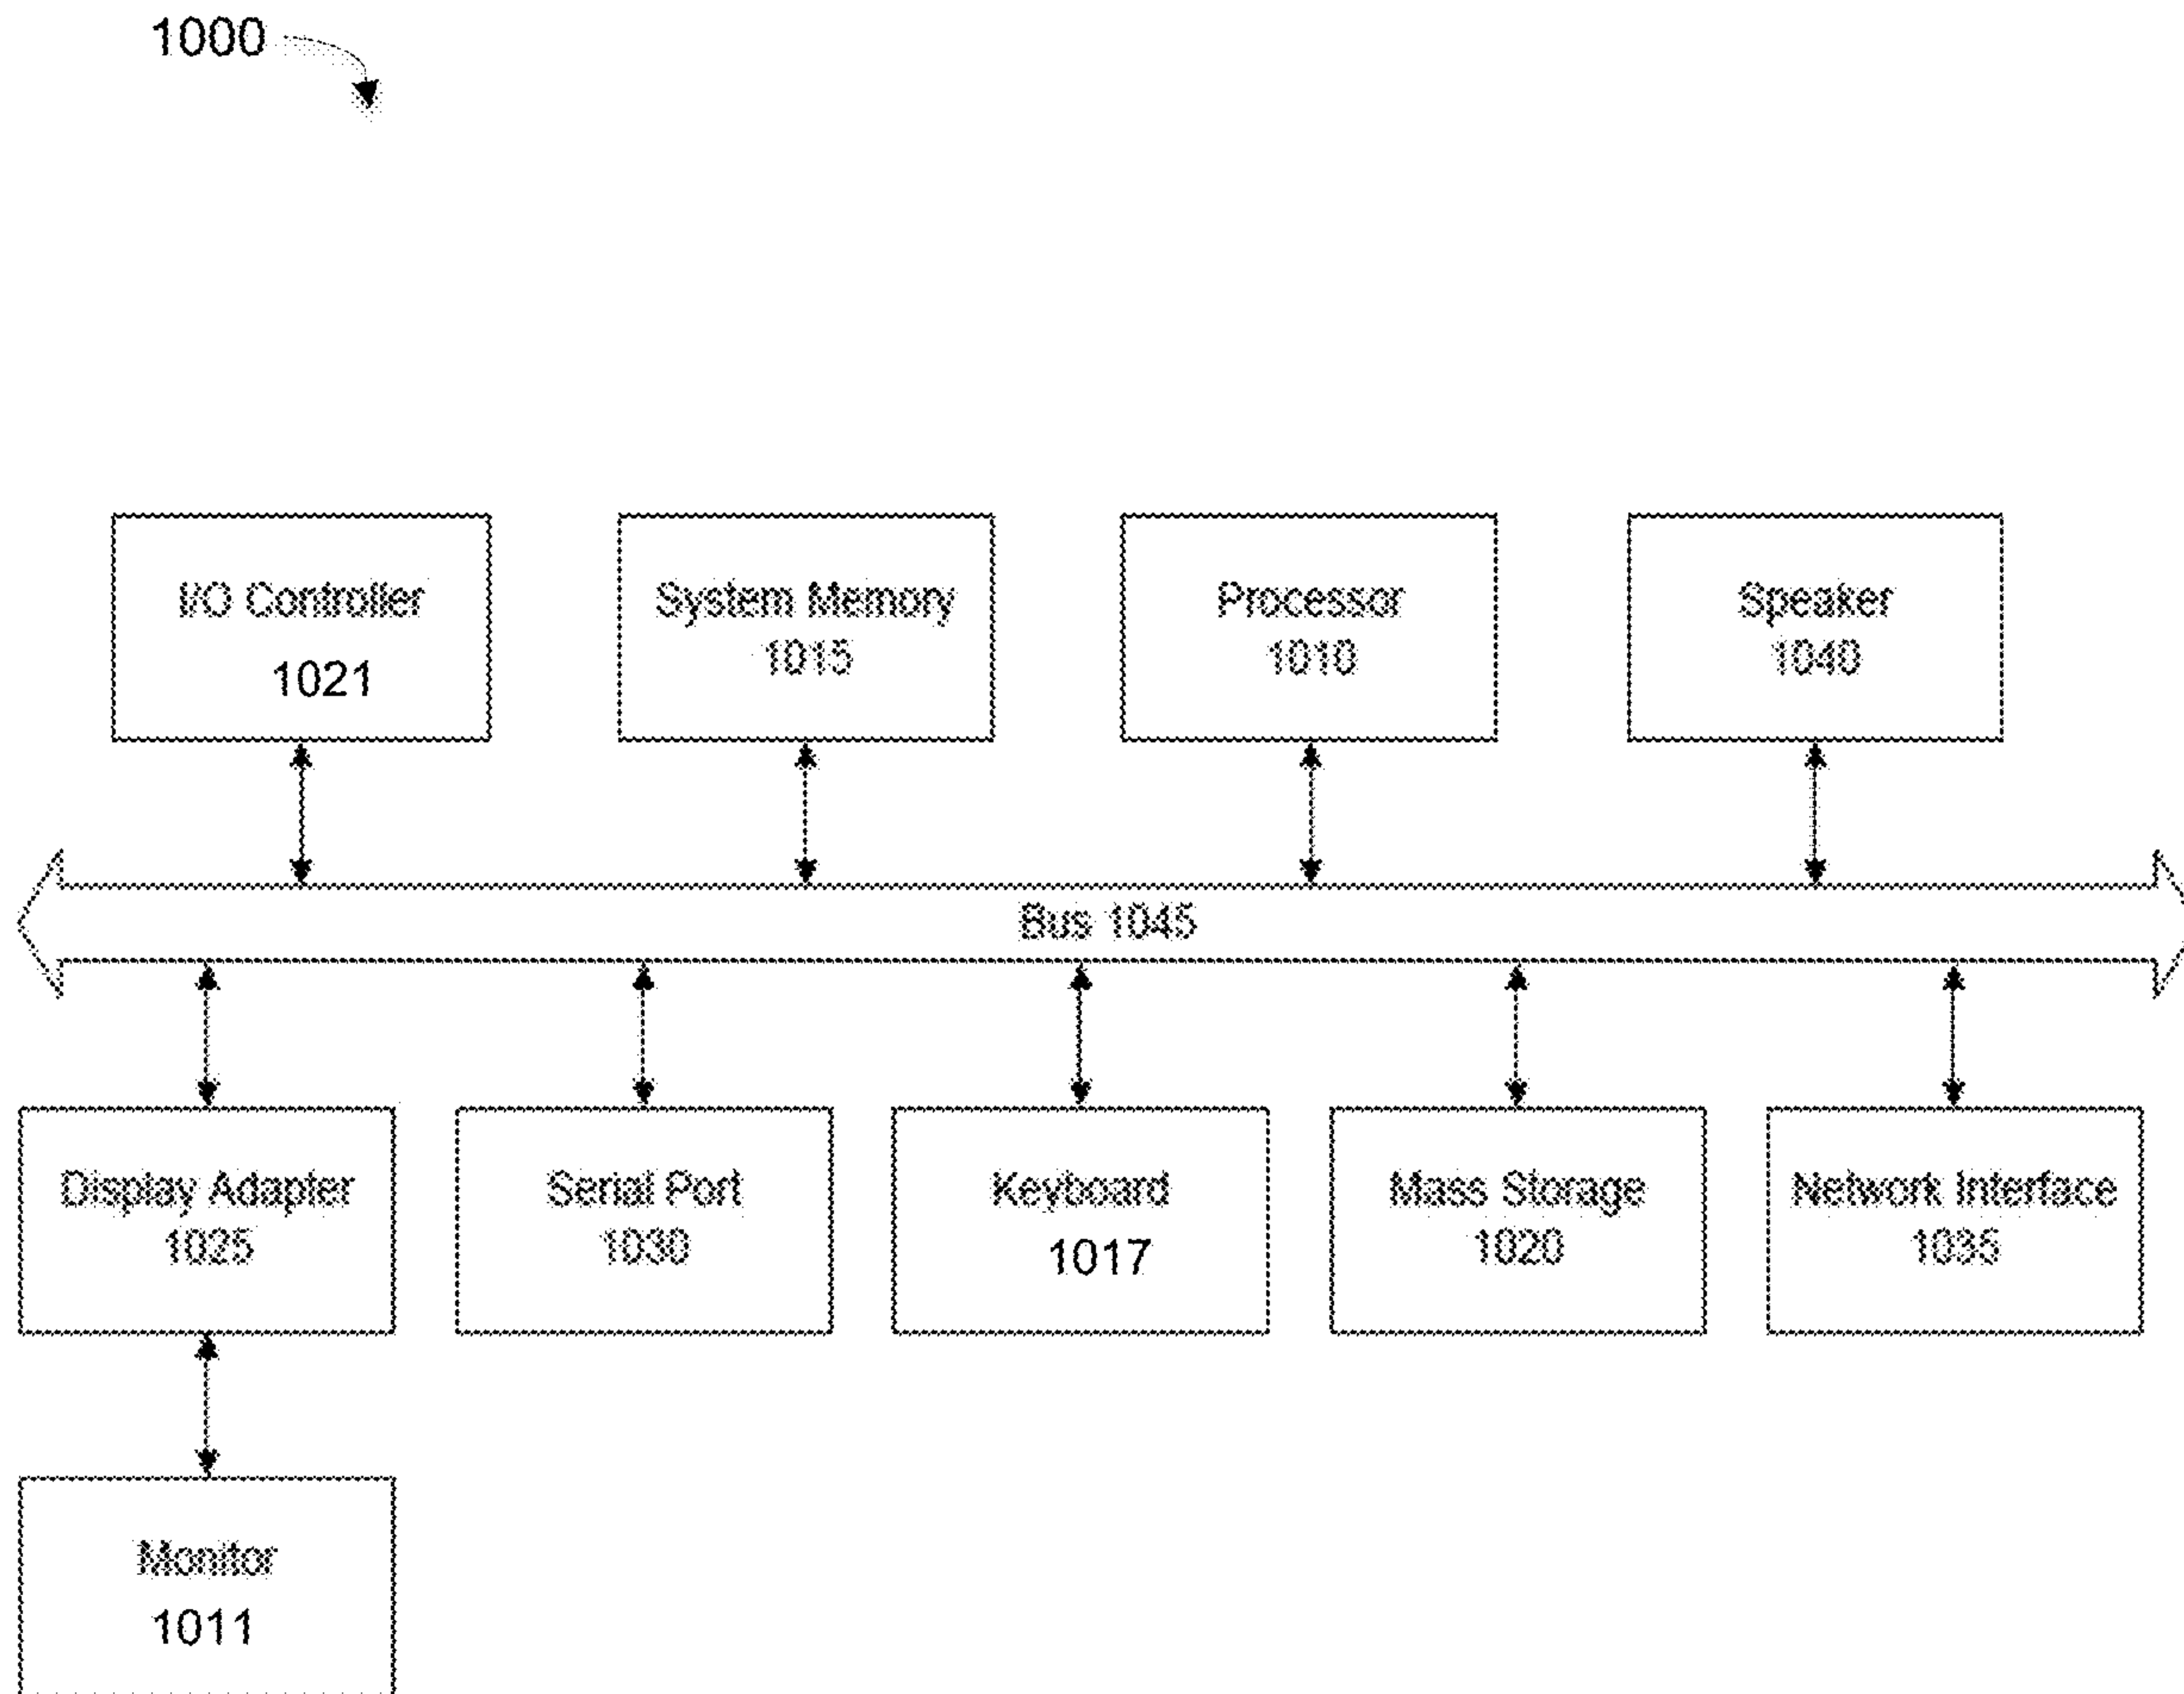 1000
I/O Controller
1021
System Memory
1015
Processor
1010
Speaker
1040
Bus 1045
Display Adapter
1025
Serial Port
1030
Keyboard
1017
Mass Storage
1020
Network Interface
1035
Monitor
1011